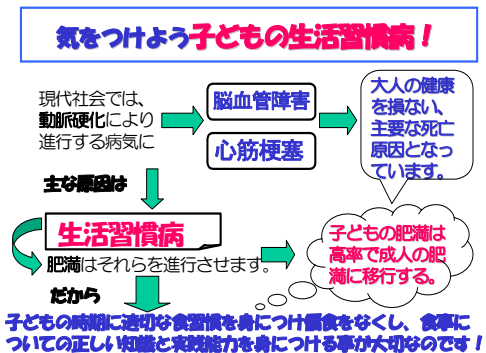 気をつけよう子どもの生活習慣病！
現代社会では、
動脈硬化により
進行する病気に
脳血管障害
心筋梗塞
大人の健康
を損ない、
主要な死亡
原因となっ
ています。
主な原因は
生活習慣病
肥満はそれらを進行させます。
子どもの肥満は
高率で成人の肥
満に移行する。
だから
子どもの時期に適切な食習慣を身につけ偏食をなくし、食事に
ついての正しい知識と実践能力を身につける事が大切なのです！